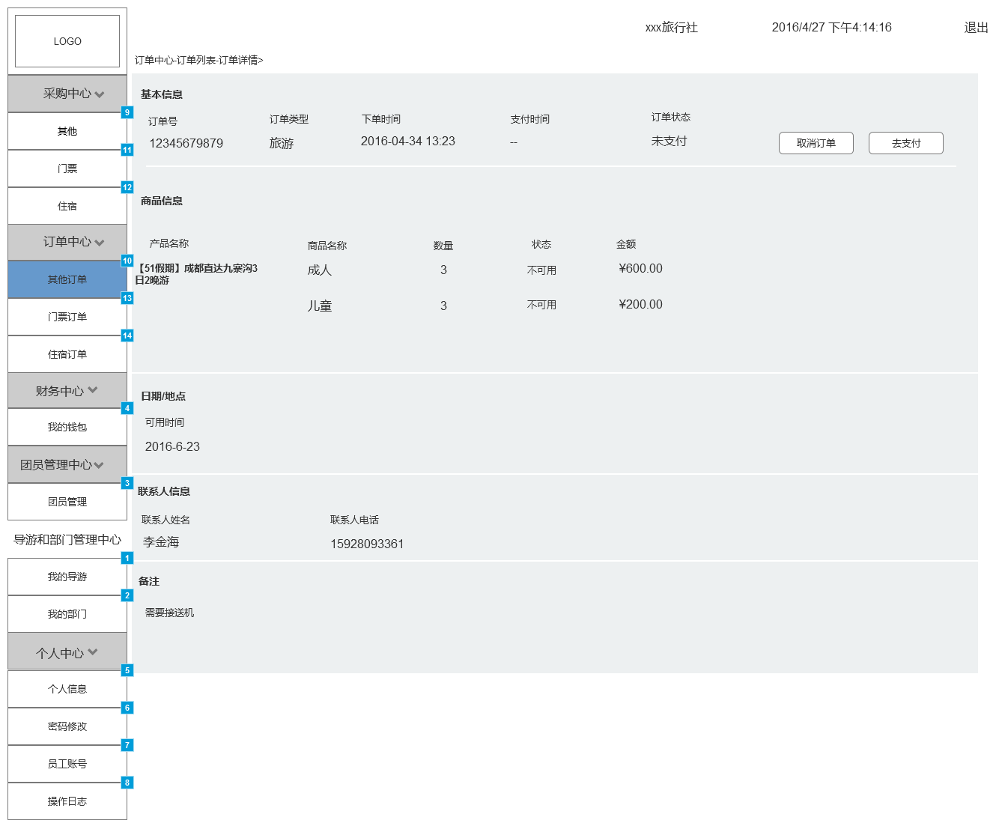 LOGO
xxx旅行社
2016/4/27 下午4:14:16
退出
订单中心-订单列表-订单详情>
采购中心
9
其他
11
门票
12
住宿
订单中心
10
其他订单
13
门票订单
14
住宿订单
财务中心
4
我的钱包
团员管理中心
3
团员管理
导游和部门管理中心
1
我的导游
2
我的部门
个人中心
5
个人信息
6
密码修改
7
员工账号
8
操作日志
基本信息
订单号
订单类型
下单时间
支付时间
订单状态
12345679879
旅游
2016-04-34 13:23
--
未支付
取消订单
去支付
商品信息
产品名称
商品名称
数量
状态
金额
【51假期】成都直达九寨沟3
日2晚游
成人
3
不可用
¥600.00
儿童
3
不可用
¥200.00
日期/地点
可用时间
2016-6-23
联系人信息
联系人姓名
联系人电话
李金海
15928093361
备注
需要接送机